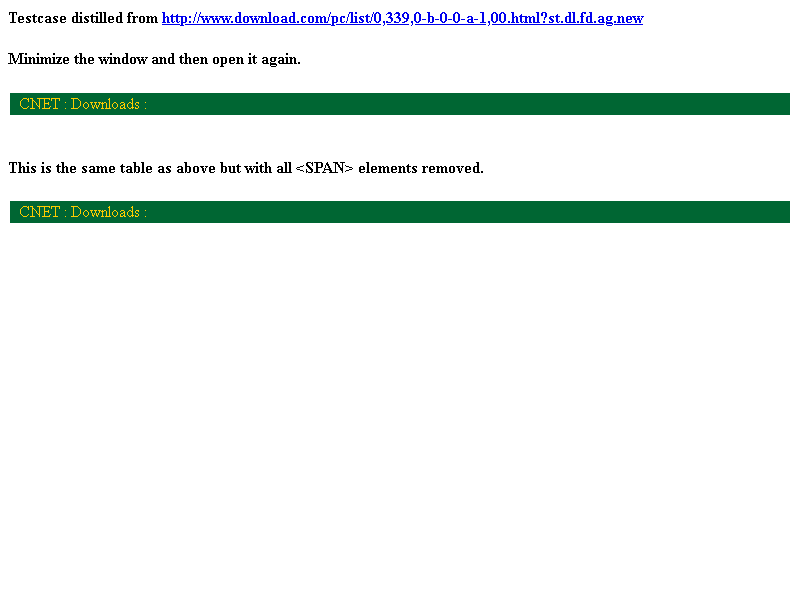 Testcase distilled from http://www.download.com/pc/list/0,339,0-b-0-0-a-1,00.html?st.dl.fd.ag.new
Minimize the window and then open it again.
CNET : Downloads :
This is the same table as above but with all <SPAN> elements removed.
CNET : Downloads :